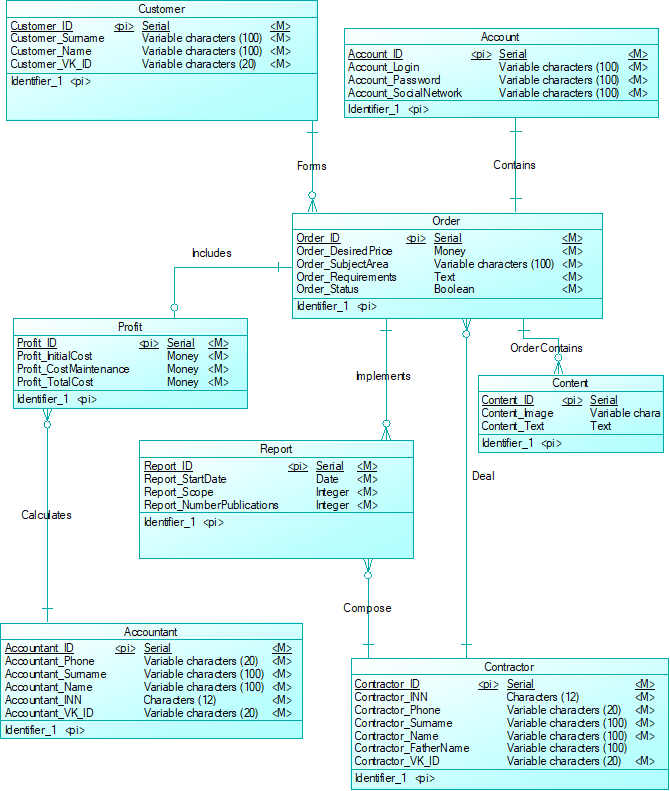 Customer
Customer_ID <pi> Serial <M>
Customer_Surname Variable characters (100) <M>
Customer_Name Variable characters (100) <M>
Customer_VK_ID Variable characters (20) <M>
Identifier_1 <pi>
Account
Account_ID <pi> Serial <M>
Account_Login Variable characters (100) <M>
Account_Password Variable characters (100) <M>
Account_SocialNetwork Variable characters (100) <M>
Identifier_1 <pi>
Forms
Contains
Order
Order_ID <pi> Serial <M>
Order_DesiredPrice Money <M>
Order_SubjectArea Variable characters (100) <M>
Order_Requirements Text <M>
Order_Status Boolean <M>
Identifier_1 <pi>
Includes
Profit
Profit_ID <pi> Serial <M>
Profit_InitialCost Money <M>
Profit_CostMaintenance Money <M>
Profit_TotalCost Money <M>
Identifier_1 <pi>
OrderContains
Implements
Content
Content_ID <pi> Serial
Content_Image Variable chara
Content_Text Text
Identifier_1 <pi>
Report
Report_ID <pi> Serial <M>
Report_StartDate Date <M>
Report_Scope Integer <M>
Report_NumberPublications Integer <M>
Identifier_1 <pi>
Deal
Calculates
Compose
Accountant
Accountant_ID <pi> Serial <M>
Accountant_Phone Variable characters (20) <M>
Accountant_Surname Variable characters (100) <M>
Accountant_Name Variable characters (100) <M>
Accountant_INN Characters (12) <M>
Accountant_VK_ID Variable characters (20) <M>
Identifier_1 <pi>
Contractor
Contractor_ID <pi> Serial <M>
Contractor_INN Characters (12) <M>
Contractor_Phone Variable characters (20) <M>
Contractor_Surname Variable characters (100) <M>
Contractor_Name Variable characters (100) <M>
Contractor_FatherName Variable characters (100)
Contractor_VK_ID Variable characters (20) <M>
Identifier_1 <pi>